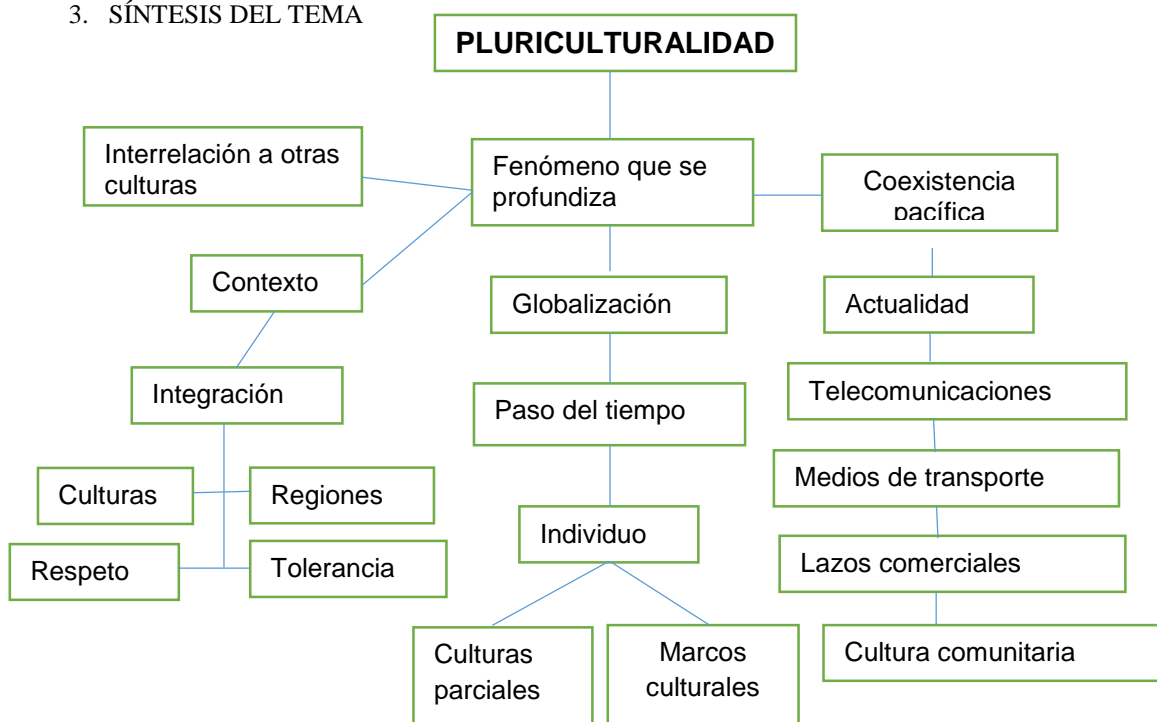 3. SÍNTESIS DEL TEMA
PLURICULTURALIDAD
Interrelación a otras
culturas
Fenómeno que se
profundiza
Coexistencia
pacífica
Contexto
Globalización
Actualidad
Integración
Paso del tiempo
Telecomunicaciones
Culturas
Regiones
Medios de transporte
Respeto
Tolerancia
Individuo
Lazos comerciales
Culturas
parciales
Marcos
culturales
Cultura comunitaria